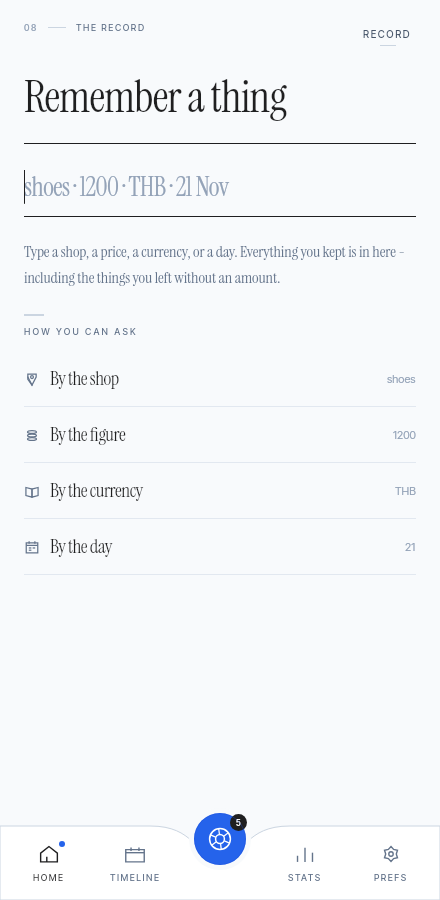 08 THE RECORD
RECORD
Remember a thing
shoes · 1200 · THB · 21 Nov
Type a shop, a price, a currency, or a day. Everything you kept is in here –
including the things you left without an amount.
HOW YOU CAN ASK
By the shop shoes
By the figure 1200
By the currency THB
By the day 21
5
HOME TIMELINE STATS PREFS